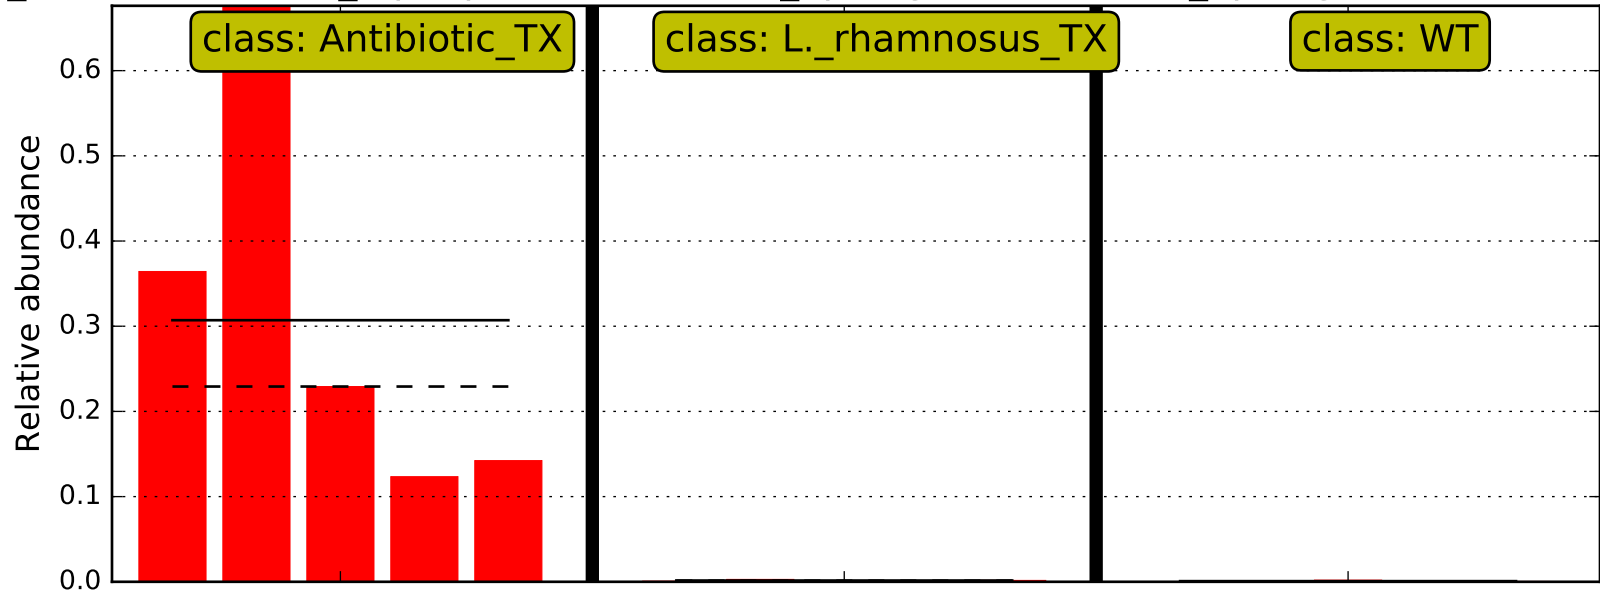 class: Antibiotic_TX
class: L._rhamnosus_TX
class: WT
Relative abundance
0.6
0.5
0.4
0.3
0.2
0.1
0.0